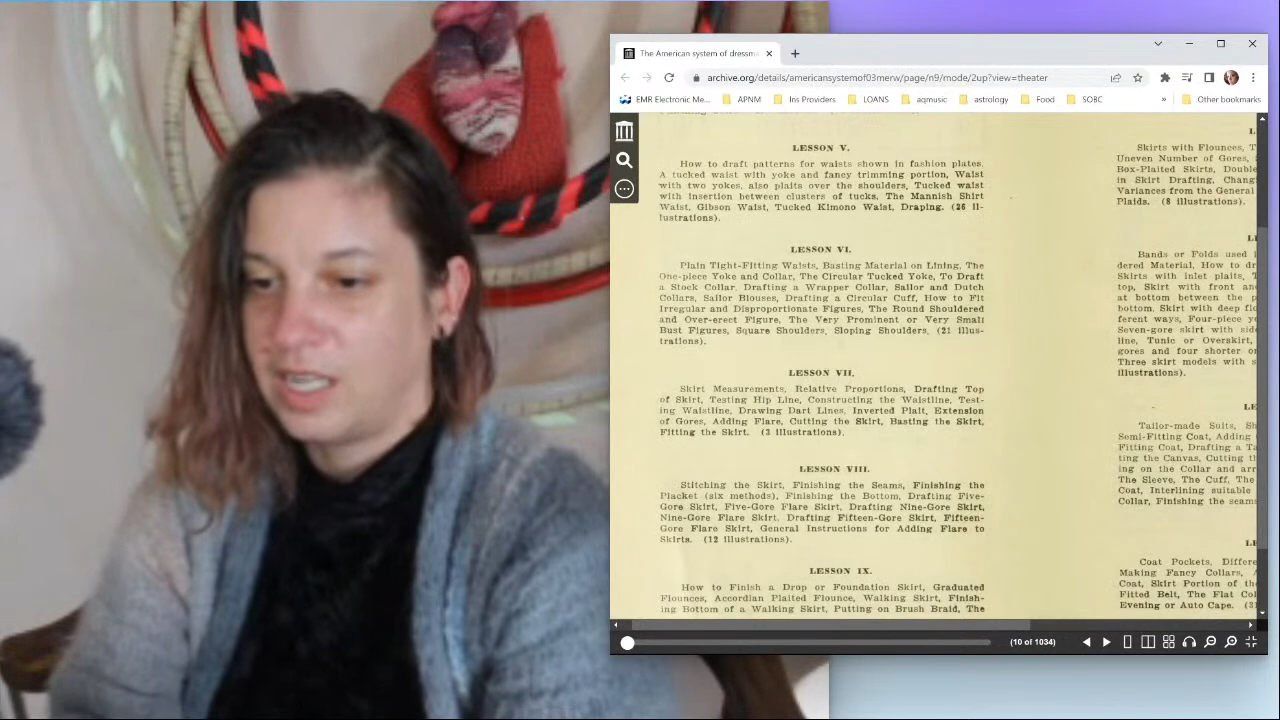 The American system of dressm
archive.org/details/americansystemof03merw/page/n9/mode/2up?view=theater
EMR Electronic Me...
APNM
Ins Providers
LOANS
aqmusic
astrology
Food
SOBC
»
Other bookmarks
LESSON V.
How to draft patterns for waists shown in fashion plates.
A tucked waist with yoke and fancy trimming portion, Waist
with two yokes, also plaits over the shoulders, Tucked waist
with insertion between clusters of tucks, The Mannish Shirt
Waist, Gibson Waist, Tucked Kimono Waist, Draping. (26 Il-
lustrations).
LESSON VI.
Plain Tight-Fitting Waists, Basting Material on Lining, The
One-piece Yoke and Collar, The Circular Tucked Yoke, To Draft
a Stock Collar, Drafting a Wrapper Collar, Sailor and Dutch
Collars, Sailor Blouses, Drafting a Circular Cuff, How to Fit
Irregular and Disproportionate Figures, The Round Shouldered
and Over-erect Figure, The Very Prominent or Very Small
Bust Figures, Square Shoulders, Sloping Shoulders, (21 Illus-
trations).
LESSON VII.
Skirt Measurements, Relative Proportions, Drafting Top
of Skirt, Testing Hip Line, Constructing the Waistline, Test-
ing Waistline, Drawing Dart Lines, Inverted Plait, Extension
of Gores, Adding Flare, Cutting the Skirt, Basting the Skirt,
Fitting the Skirt. (3 Illustrations).
LESSON VIII.
Stitching the Skirt, Finishing the Seams, Finishing the
Placket (six methods), Finishing the Bottom, Drafting Five-
Gore Skirt, Five-Gore Flare Skirt, Drafting Nine-Gore Skirt,
Nine-Gore Flare Skirt. Drafting Fifteen-Gore Skirt, Fifteen-
Gore Flare Skirt, General Instructions for Adding Flare to
Skirts. (12 Illustrations).
LESSON IX.
How to Finish a Drop or Foundation Skirt, Graduated
Flounces, Accordian Plaited Flounce, Walking Skirt, Finish-
ing Bottom of a Walking Skirt, Putting on Brush Braid, The
L
Skirts with Flounces, T
Uneven Number of Gores,
Box-Plaited Skirts, Double
in Skirt Drafting, Chang
Variances from the General
Plaids. (8 illustrations).
LE
Bands or Folds used i
dered Material, How to dr
Skirts with inlet plaits, T
top, Skirt with front an
at bottom between the p
bottom. Skirt with deep flo
ferent ways, Four-piece yo
Seven-gore skirt with side
line, Tunic or Overskirt,
gores and four shorter or
Three skirt models with s
illustrations).
LE
Tailor-made Suits, Sh
Semi-Fitting Coat, Adding
Fitting Coat, Drafting a Ta
ting the Canvas, Cutting th
ing on the Collar and arr
The Sleeve, The Cuff, The
Coat, Interlining suitable
Collar, Finishing the seams
LE
Coat Pockets, Differe
Making Fancy Collars, A
Coat, Skirt Portion of the
Fitted Belt, The Flat Col
Evening or Auto Cape. (3
(10 of 1034)